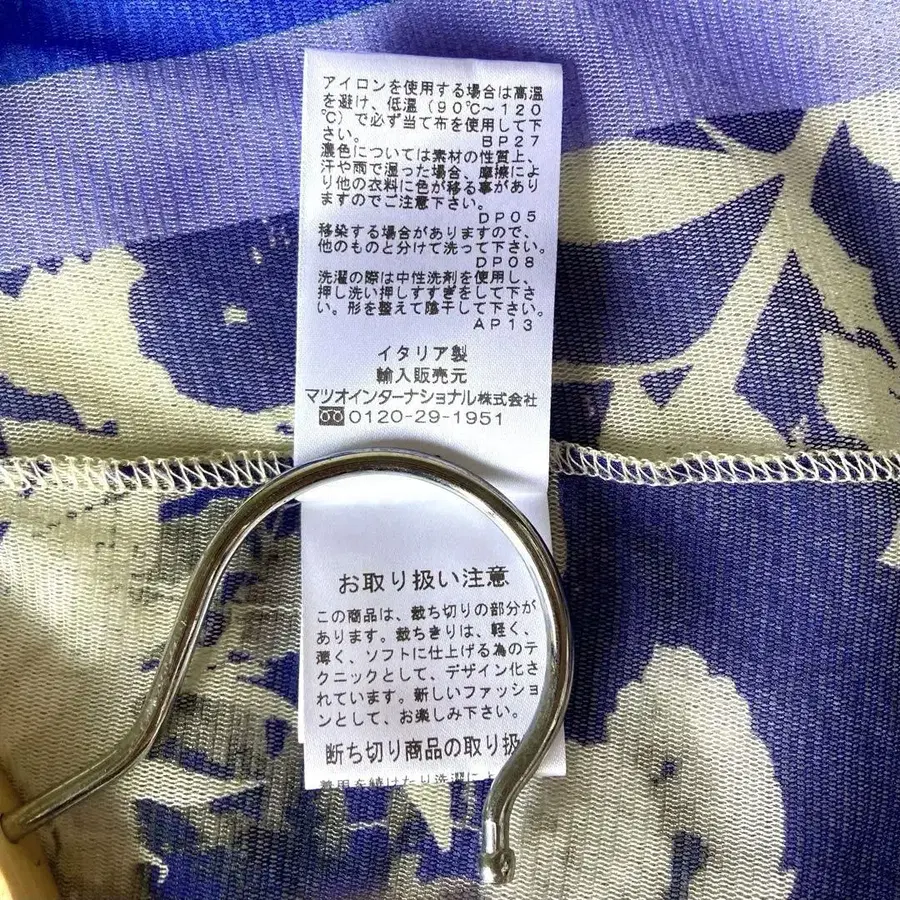 アイロンを使用する場合は高温
を避け、低温(90℃～120
℃)で必ず当て布を使用して下
さい。 BP27
濃色については素材の性質上、
汗や雨で湿った場合、摩擦によ
り他の衣料に色が移る事があり
ますのでご注意下さい。
DP05
移染する場合がありますので、
他のものと分けて洗って下さい。
DP08
洗濯の際は中性洗剤を使用し、
押し洗い押しすすぎをして下さ
い。形を整えて陰干して下さい。
AP13
イタリア製
輸入販売元
マツオインターナショナル株式会社
0120-29-1951
お取り扱い注意
この商品は、裁ち切りの部分が
あります。裁ちきりは、軽く、
薄く、ソフトに仕上げる為のテ
クニックとして、デザイン化さ
れています。新しいファッショ
ンとして、お楽しみ下さい。
断ち切り商品の取り扱
着用を続けたり洗濯によ